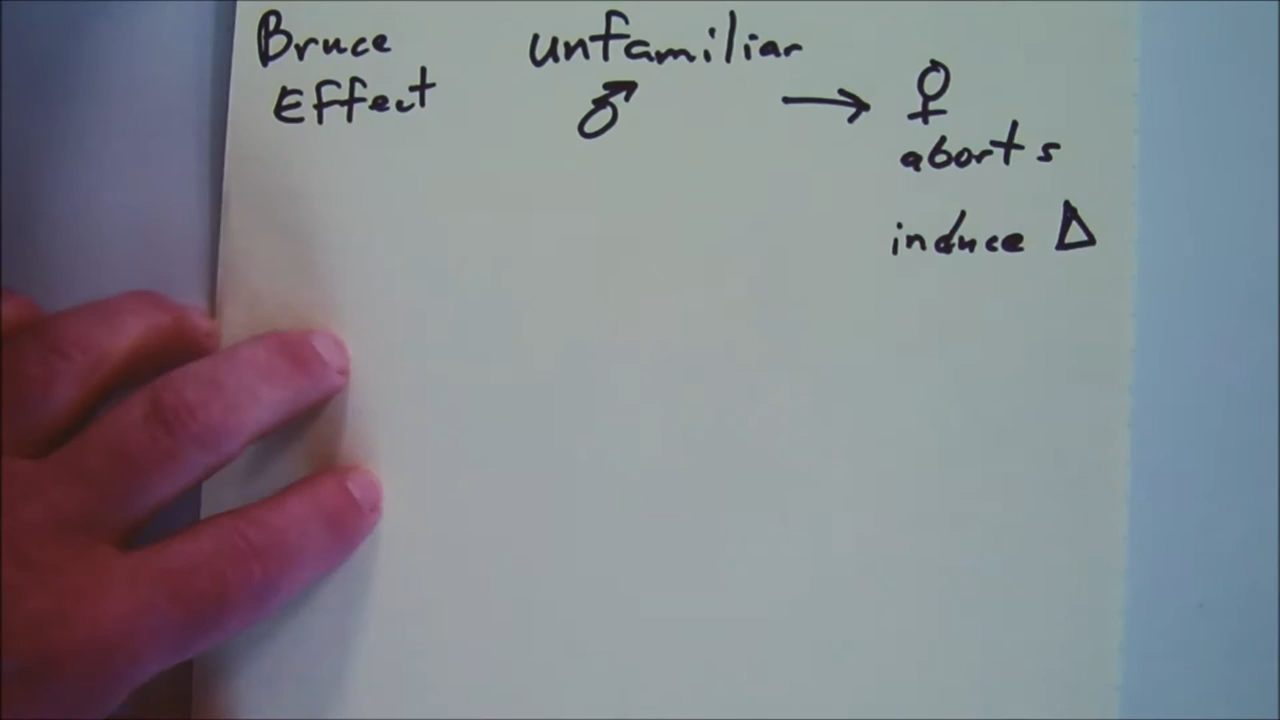 Bruce
Effect
unfamiliar
♂ → ♀
aborts
induce Δ